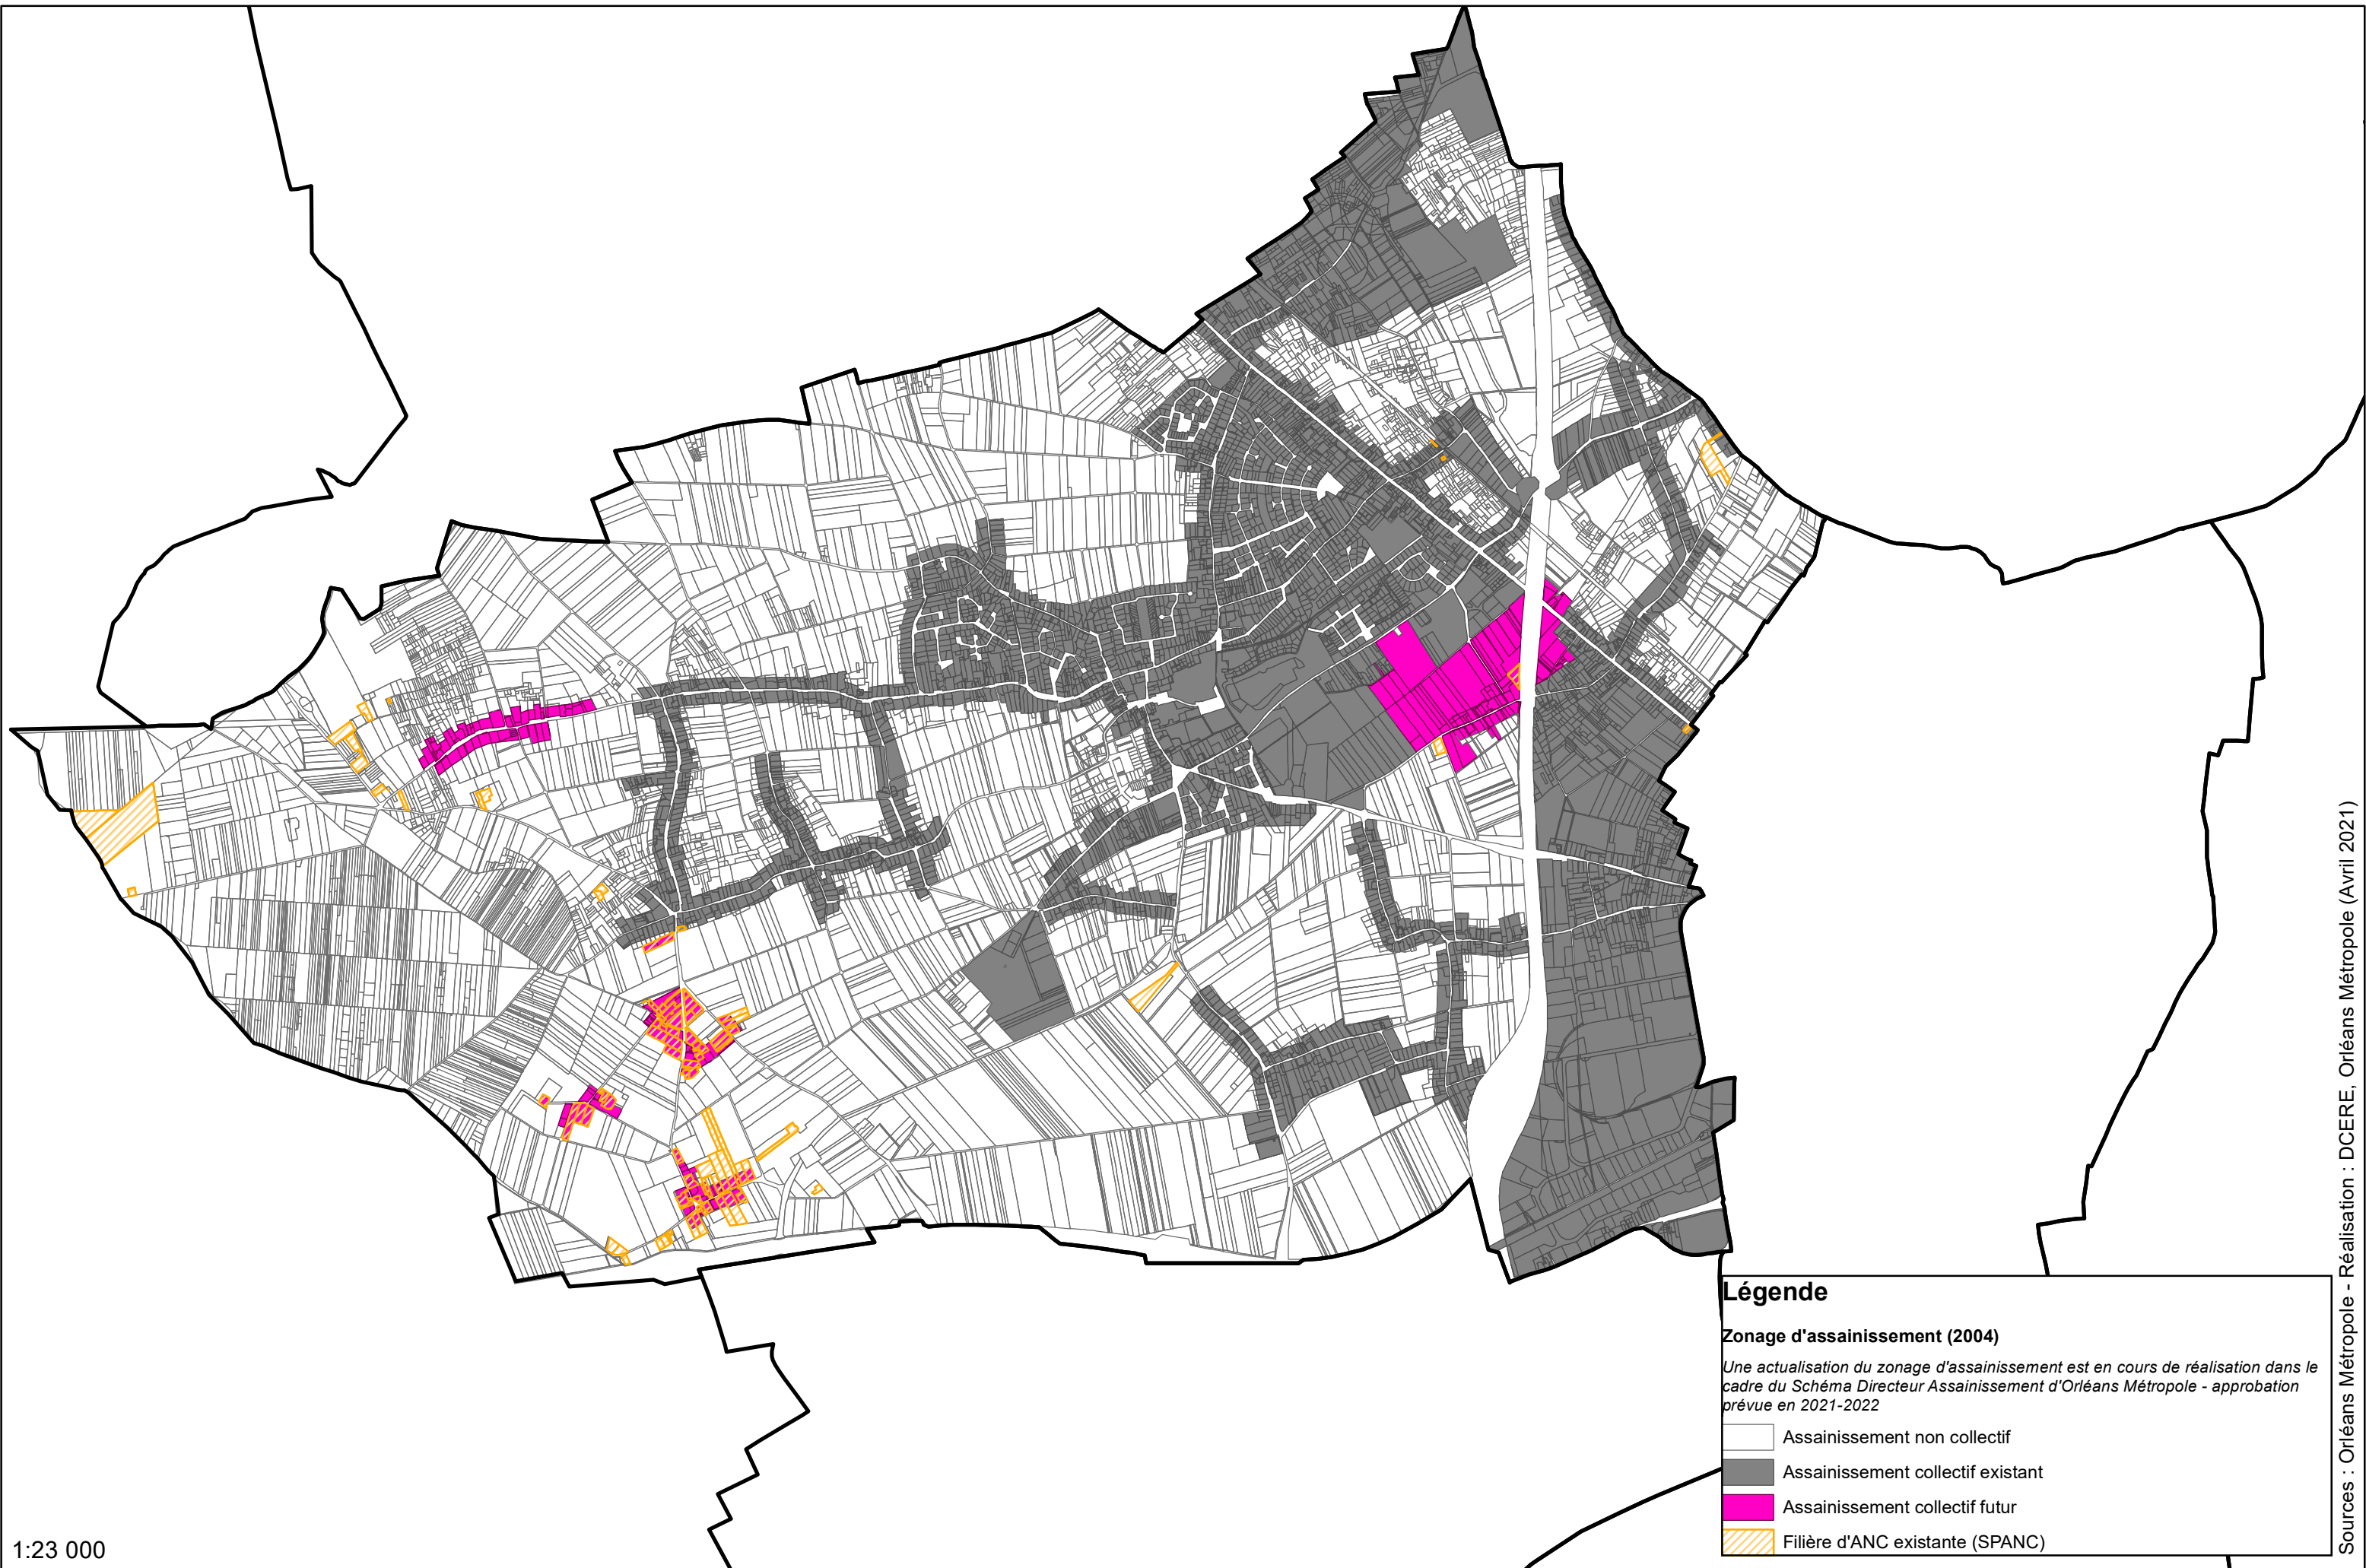 Légende
Zonage d'assainissement (2004)
Une actualisation du zonage d'assainissement est en cours de réalisation dans le
cadre du Schéma Directeur Assainissement d'Orléans Métropole - approbation
prévue en 2021-2022
Assainissement non collectif
Assainissement collectif existant
Assainissement collectif futur
Filière d'ANC existante (SPANC)
1:23 000
Sources : Orléans Métropole - Réalisation : DCERE, Orléans Métropole (Avril 2021)